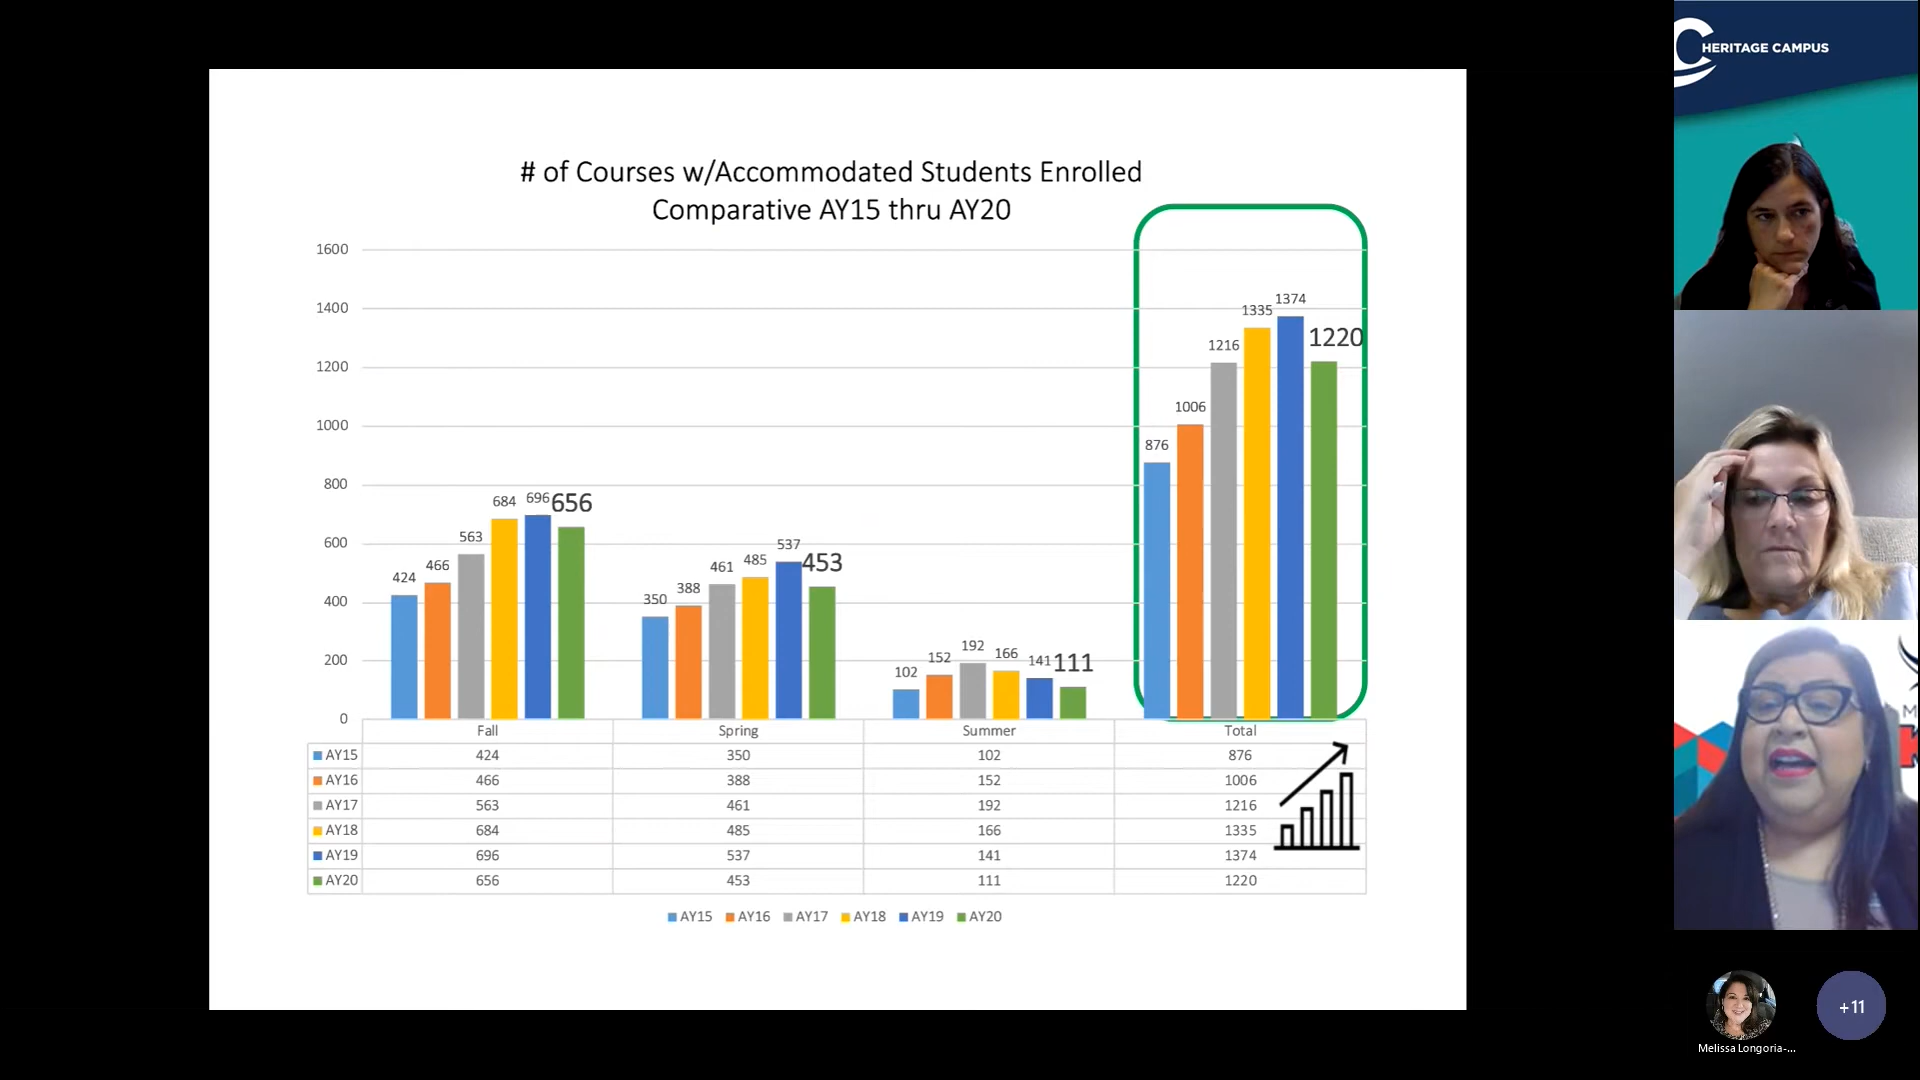 HERITAGE CAMPUS
# of Courses w/Accommodated Students Enrolled
Comparative AY15 thru AY20
1600
1400
1200
1000
800
600
400
200
0
424 466 563 684 696 656
350 388 461 485 537 453
102 152 192 166 141 111
876 1006 1216 1335 1374 1220
Fall Spring Summer Total
AY15 424 350 102 876
AY16 466 388 152 1006
AY17 563 461 192 1216
AY18 684 485 166 1335
AY19 696 537 141 1374
AY20 656 453 111 1220
AY15 AY16 AY17 AY18 AY19 AY20
Melissa Longoria-...
+11